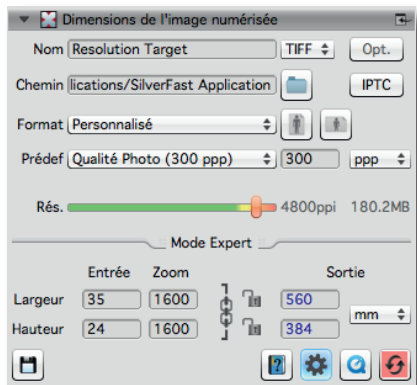 Dimensions de l'image numérisée
Nom Resolution Target TIFF Opt.
Chemin lications/SilverFast Application IPTC
Format Personnalisé
Prédef Qualité Photo (300 ppp) 300 ppp
Rés. 4800ppi 180.2MB
Mode Expert
Entrée Zoom Sortie
Largeur 35 1600 560
mm
Hauteur 24 1600 384
?